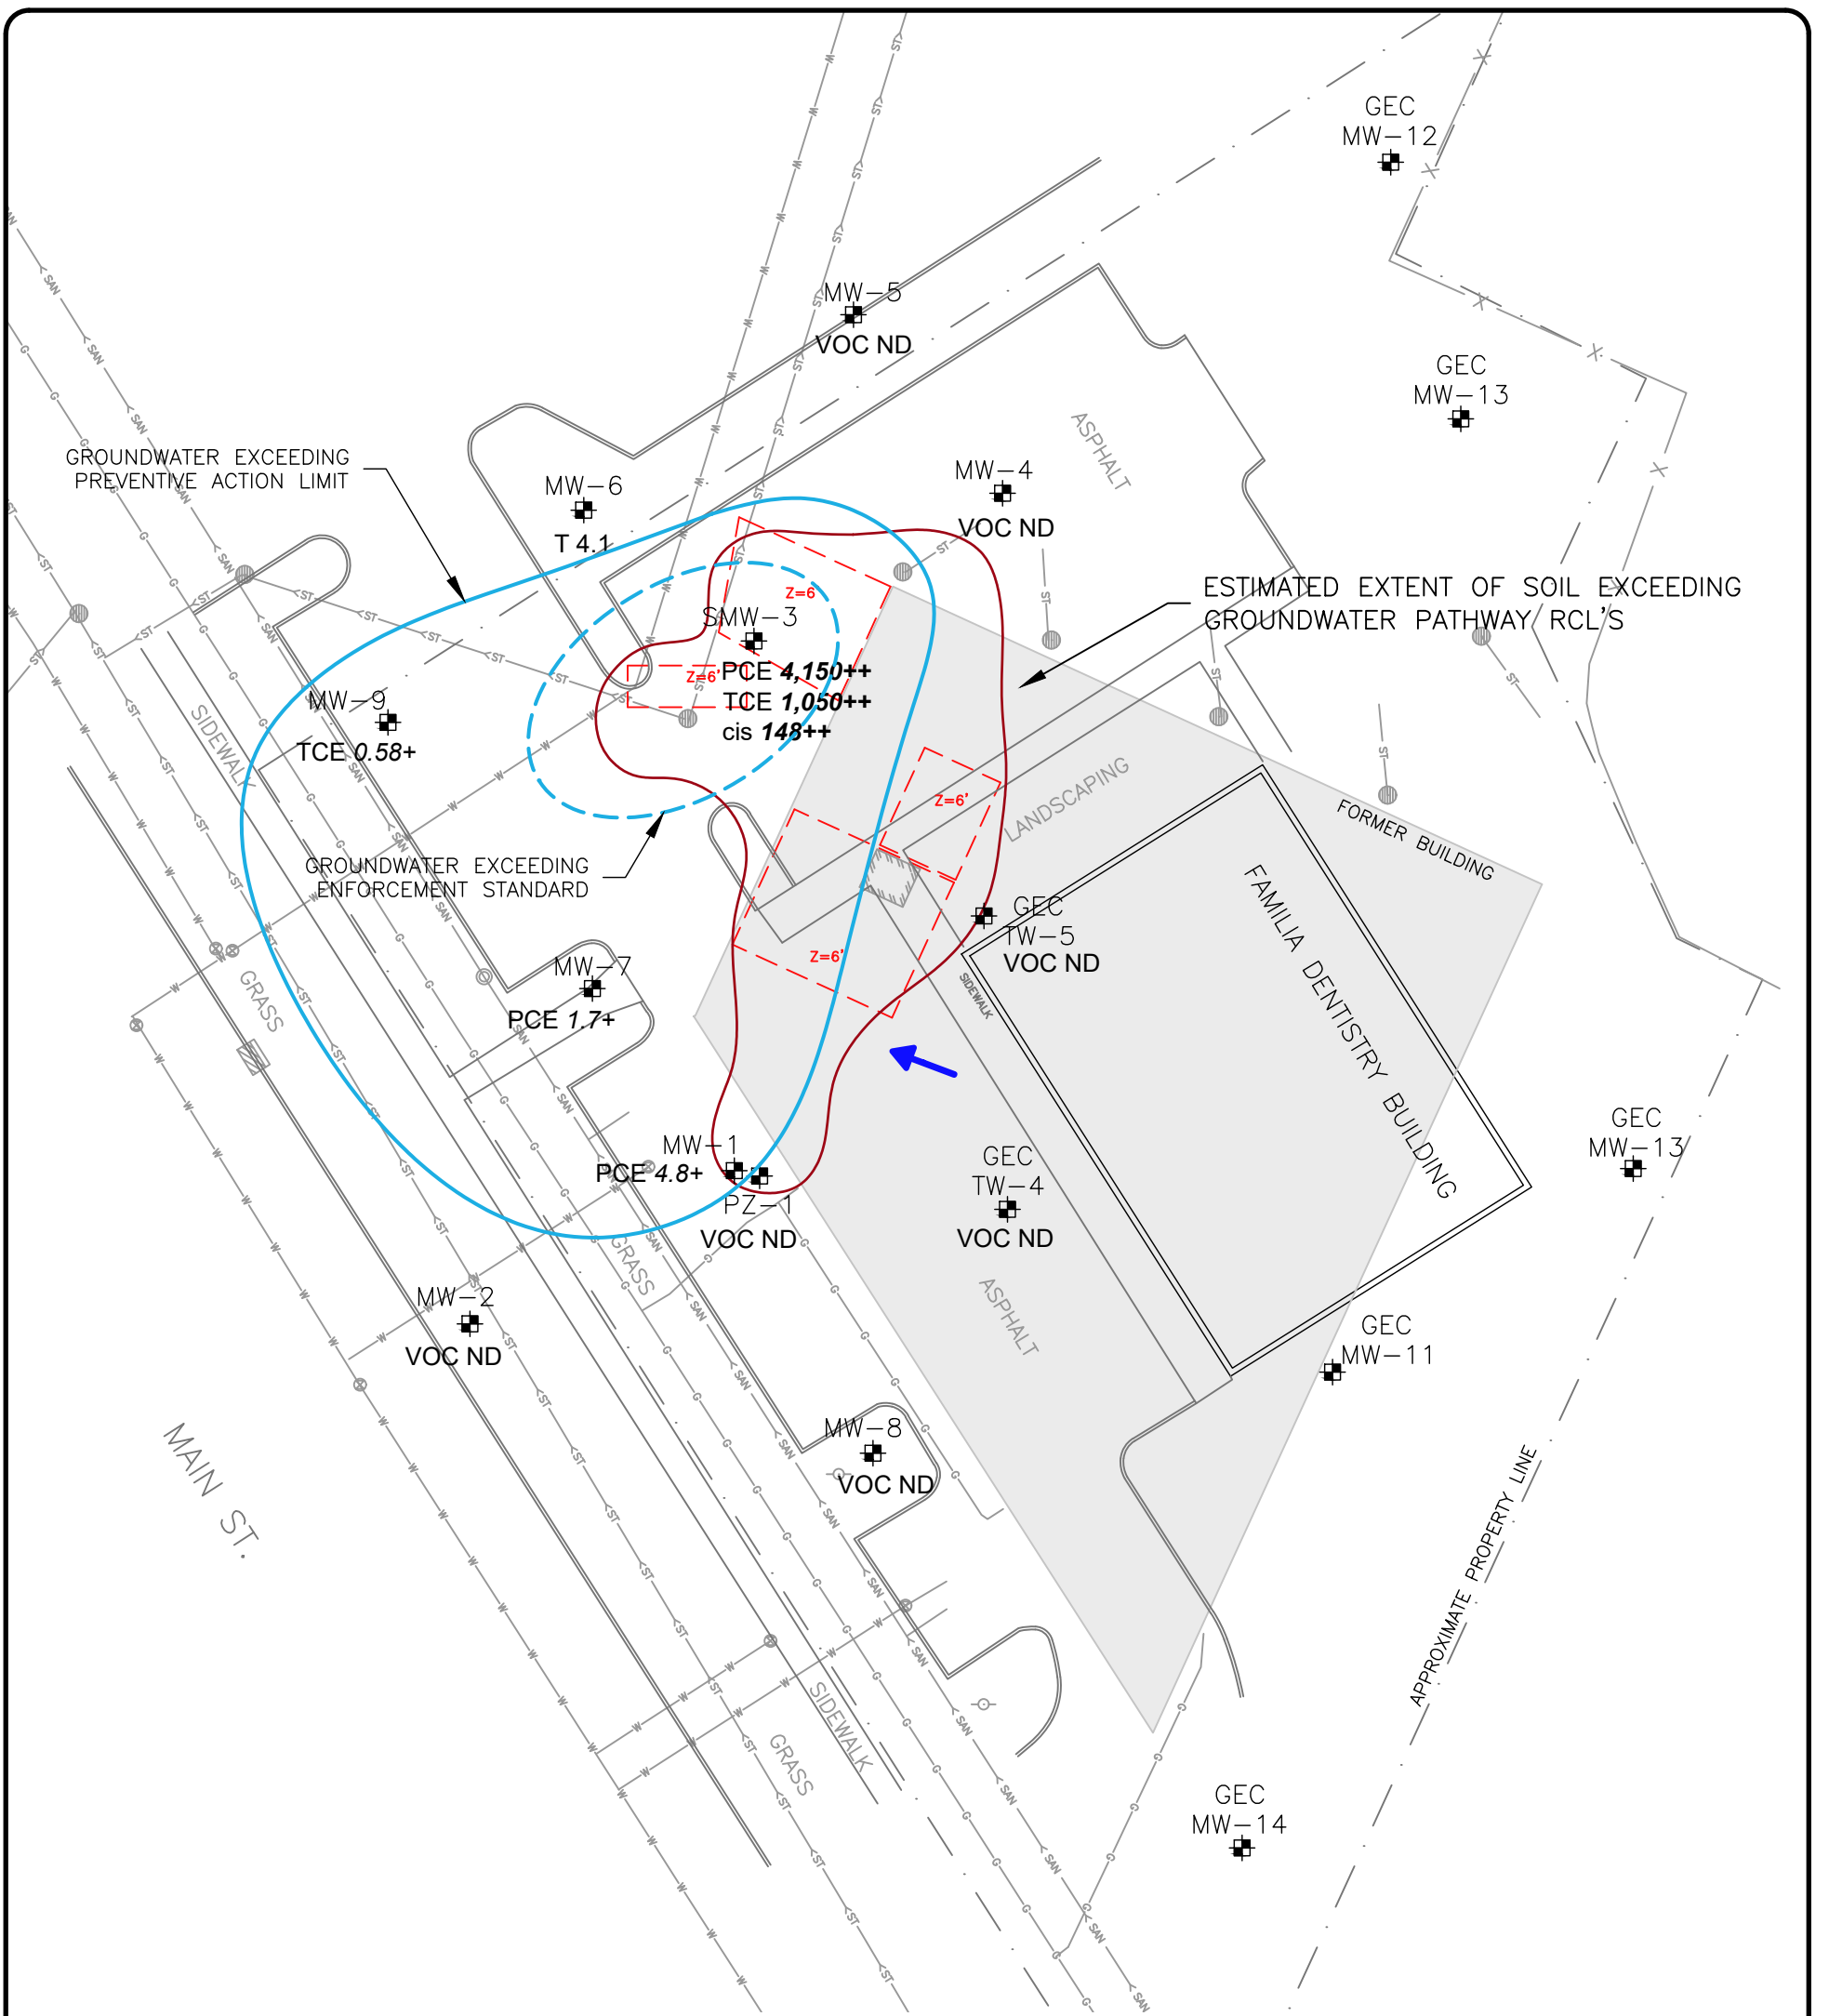 GEC
MW-12
MW-5
VOC ND
GEC
MW-13
ASPHALT
GROUNDWATER EXCEEDING
PREVENTIVE ACTION LIMIT
MW-6
T 4.1
MW-4
VOC ND
ESTIMATED EXTENT OF SOIL EXCEEDING
GROUNDWATER PATHWAY RCL'S
Z=6
SMW-3
Z=6'
PCE 4,150++
TCE 1,050++
cis 148++
MW-9
TCE 0.58+
SIDEWALK
Z=6'
LANDSCAPING
FORMER BUILDING
GROUNDWATER EXCEEDING
ENFORCEMENT STANDARD
FAMILIA DENTISTRY BUILDING
GEC
TW-5
VOC ND
Z=6'
SIDEWALK
GRASS
MW-7
PCE 1.7+
MW-1
PCE 4.8+
PZ-1
VOC ND
GEC
TW-4
VOC ND
GEC
MW-13
GRASS
ASPHALT
MW-2
VOC ND
GEC
MW-11
MW-8
VOC ND
MAIN ST.
APPROXIMATE PROPERTY LINE
SIDEWALK
GRASS
GEC
MW-14
W
ST
SAN
G
X